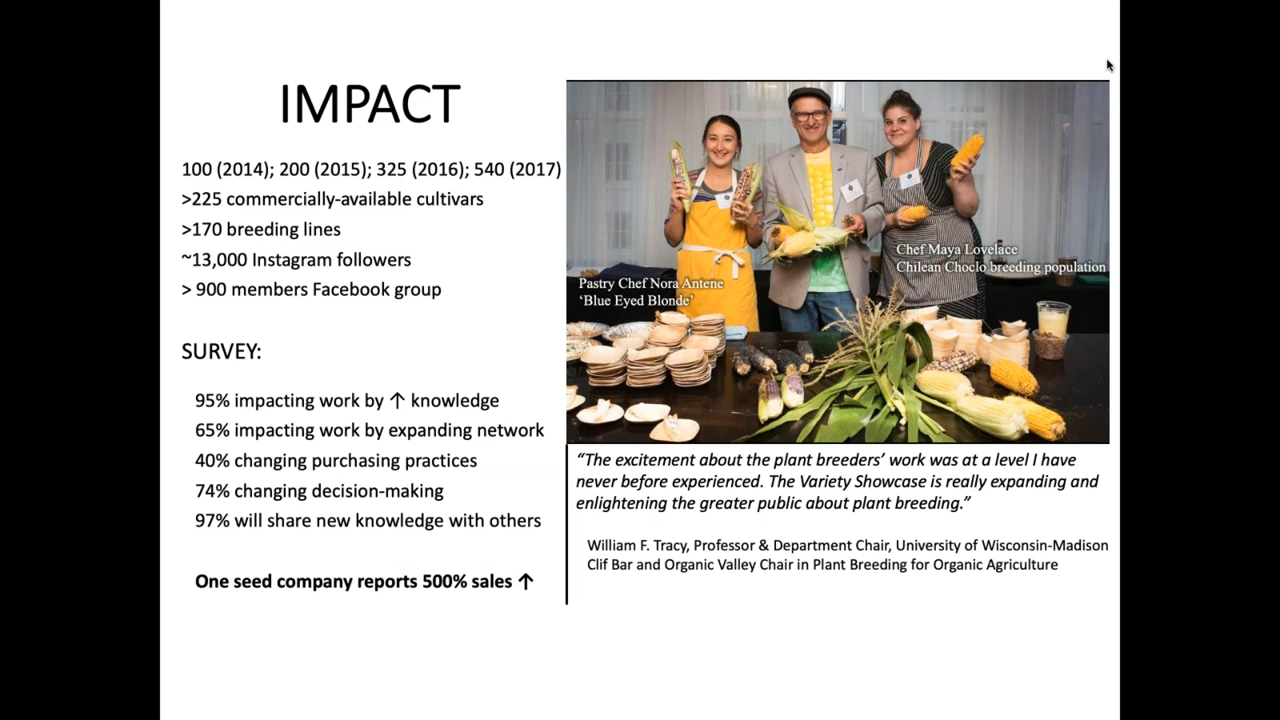 IMPACT
100 (2014); 200 (2015); 325 (2016); 540 (2017)
>225 commercially-available cultivars
>170 breeding lines
~13,000 Instagram followers
> 900 members Facebook group
SURVEY:
95% impacting work by ↑ knowledge
65% impacting work by expanding network
40% changing purchasing practices
74% changing decision-making
97% will share new knowledge with others
One seed company reports 500% sales ↑
Chef Maya Lovelace
Chilean Choclo breeding population
Pastry Chef Nora Antene
‘Blue Eyed Blonde’
“The excitement about the plant breeders’ work was at a level I have
never before experienced. The Variety Showcase is really expanding and
enlightening the greater public about plant breeding.”
William F. Tracy, Professor & Department Chair, University of Wisconsin-Madison
Clif Bar and Organic Valley Chair in Plant Breeding for Organic Agriculture